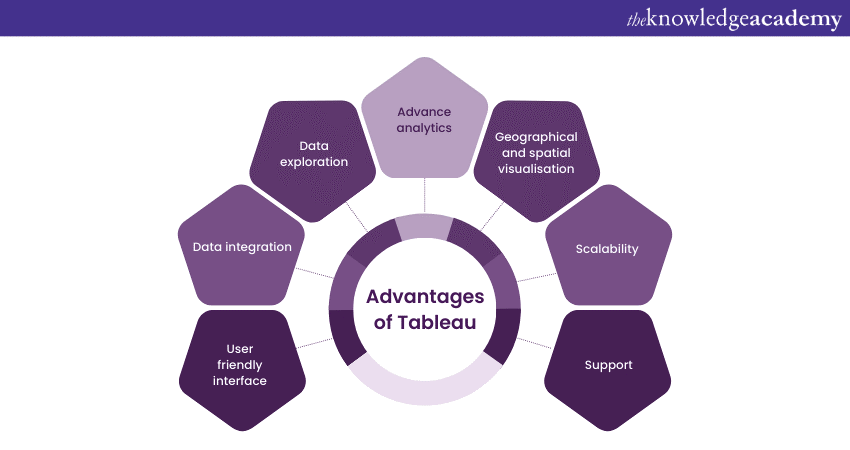 theknowledgeacademy
Advance
analytics
Data
exploration
Geographical
and spatial
visualisation
Data integration
Scalability
Advantages
of Tableau
User
friendly
interface
Support